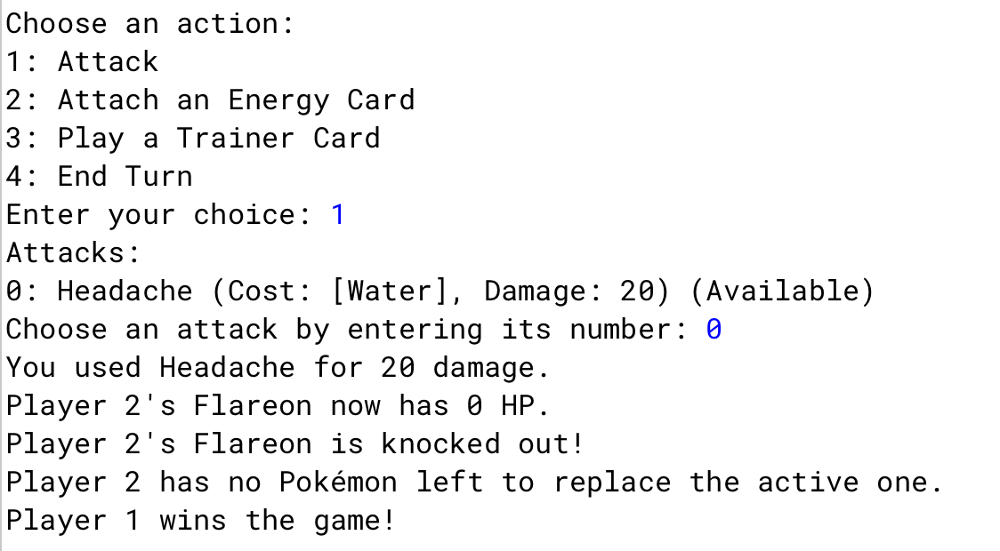 Choose an action:
1: Attack
2: Attach an Energy Card
3: Play a Trainer Card
4: End Turn
Enter your choice: 1
Attacks:
0: Headache (Cost: [Water], Damage: 20) (Available)
Choose an attack by entering its number: 0
You used Headache for 20 damage.
Player 2's Flareon now has 0 HP.
Player 2's Flareon is knocked out!
Player 2 has no Pokémon left to replace the active one.
Player 1 wins the game!